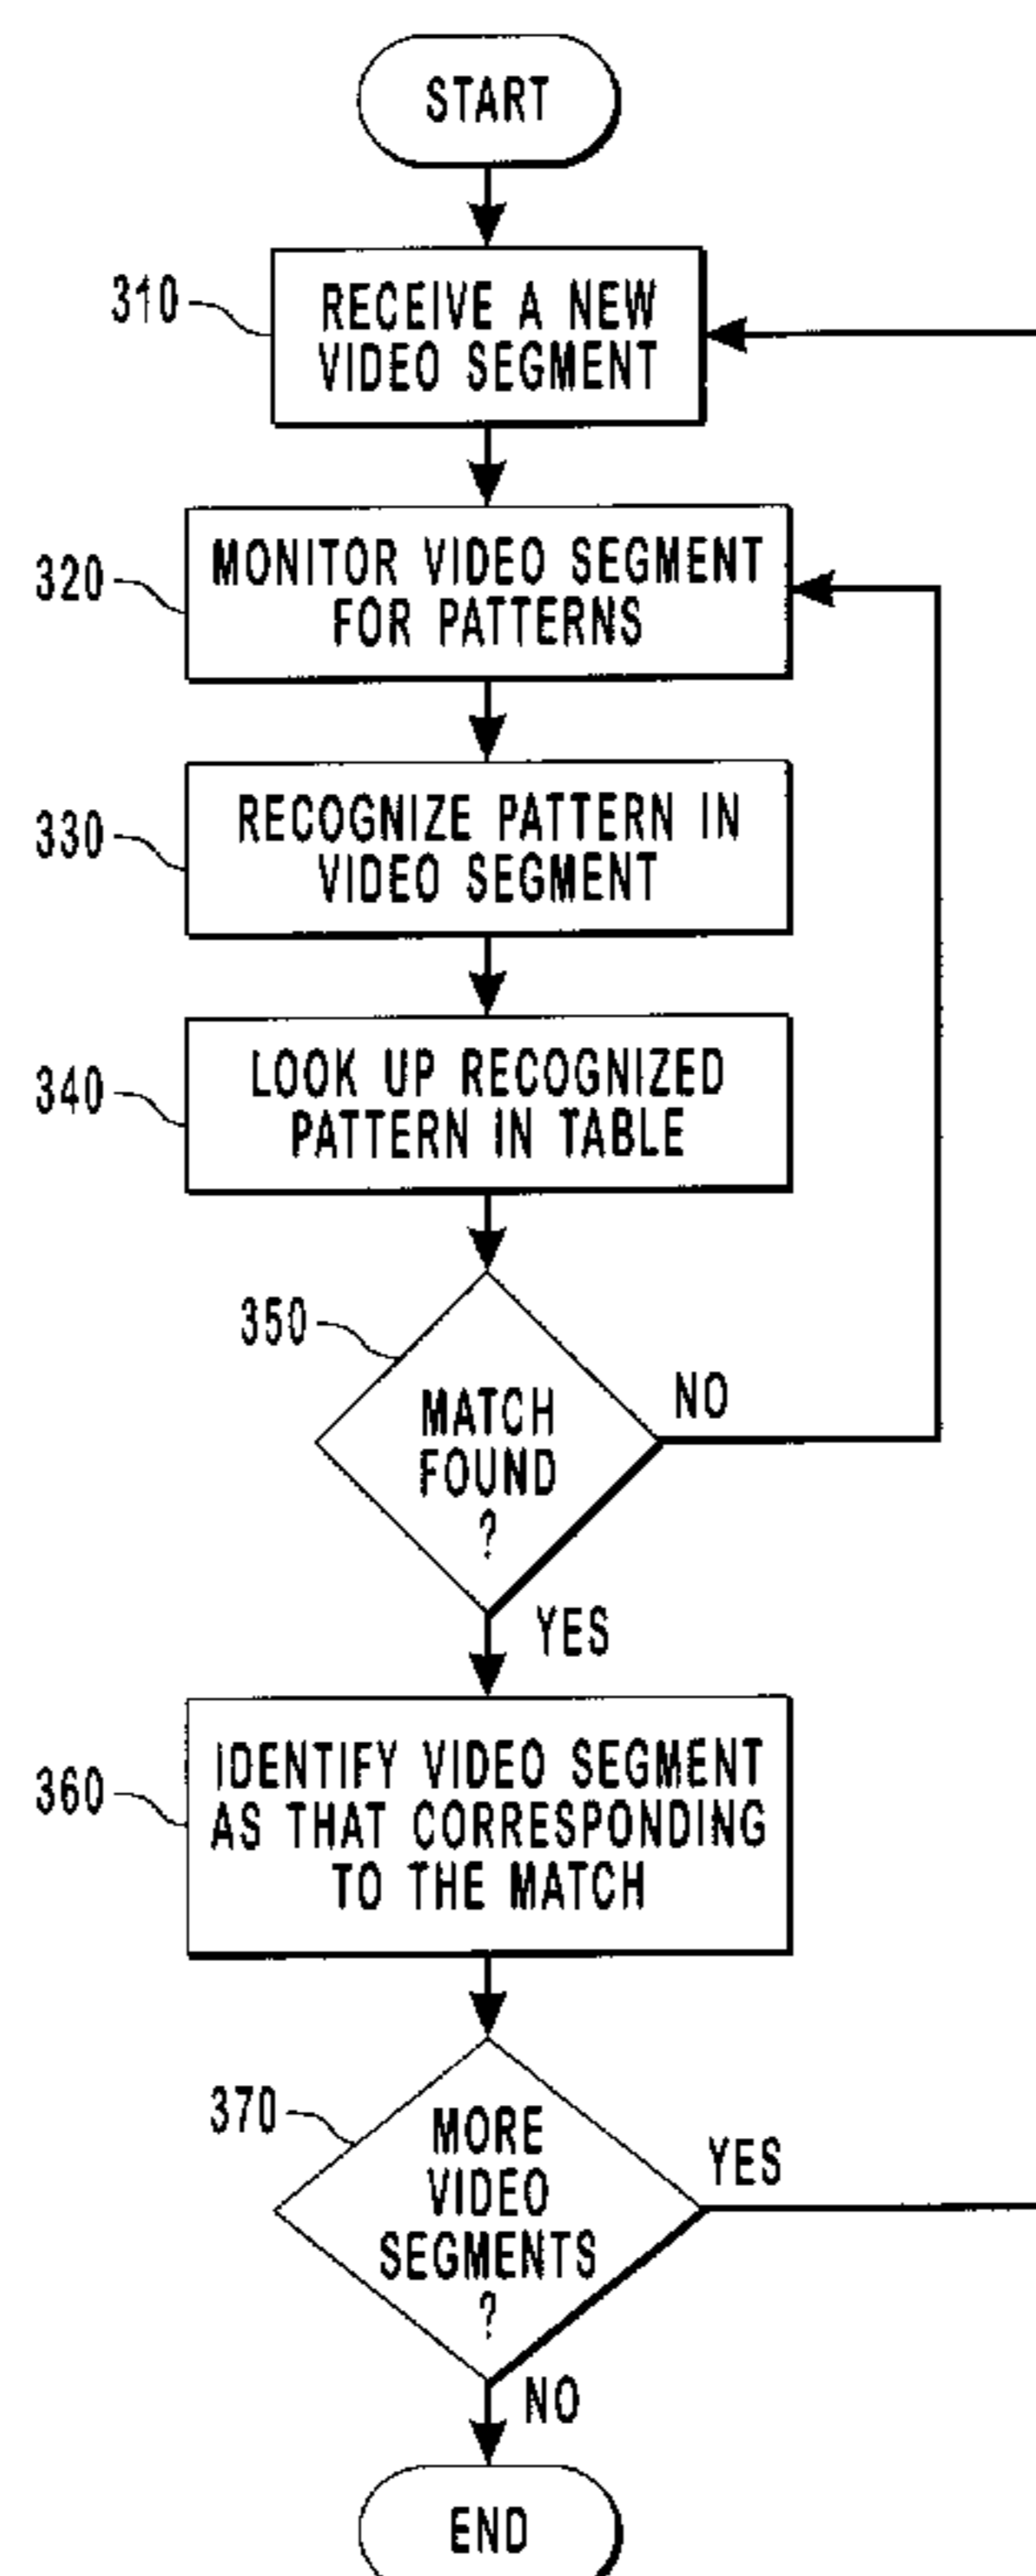 START
310
RECEIVE A NEW
VIDEO SEGMENT
320
MONITOR VIDEO SEGMENT
FOR PATTERNS
330
RECOGNIZE PATTERN IN
VIDEO SEGMENT
340
LOOK UP RECOGNIZED
PATTERN IN TABLE
350
MATCH
FOUND
?
NO
YES
360
IDENTIFY VIDEO SEGMENT
AS THAT CORRESPONDING
TO THE MATCH
370
MORE
VIDEO
SEGMENTS
?
YES
NO
END